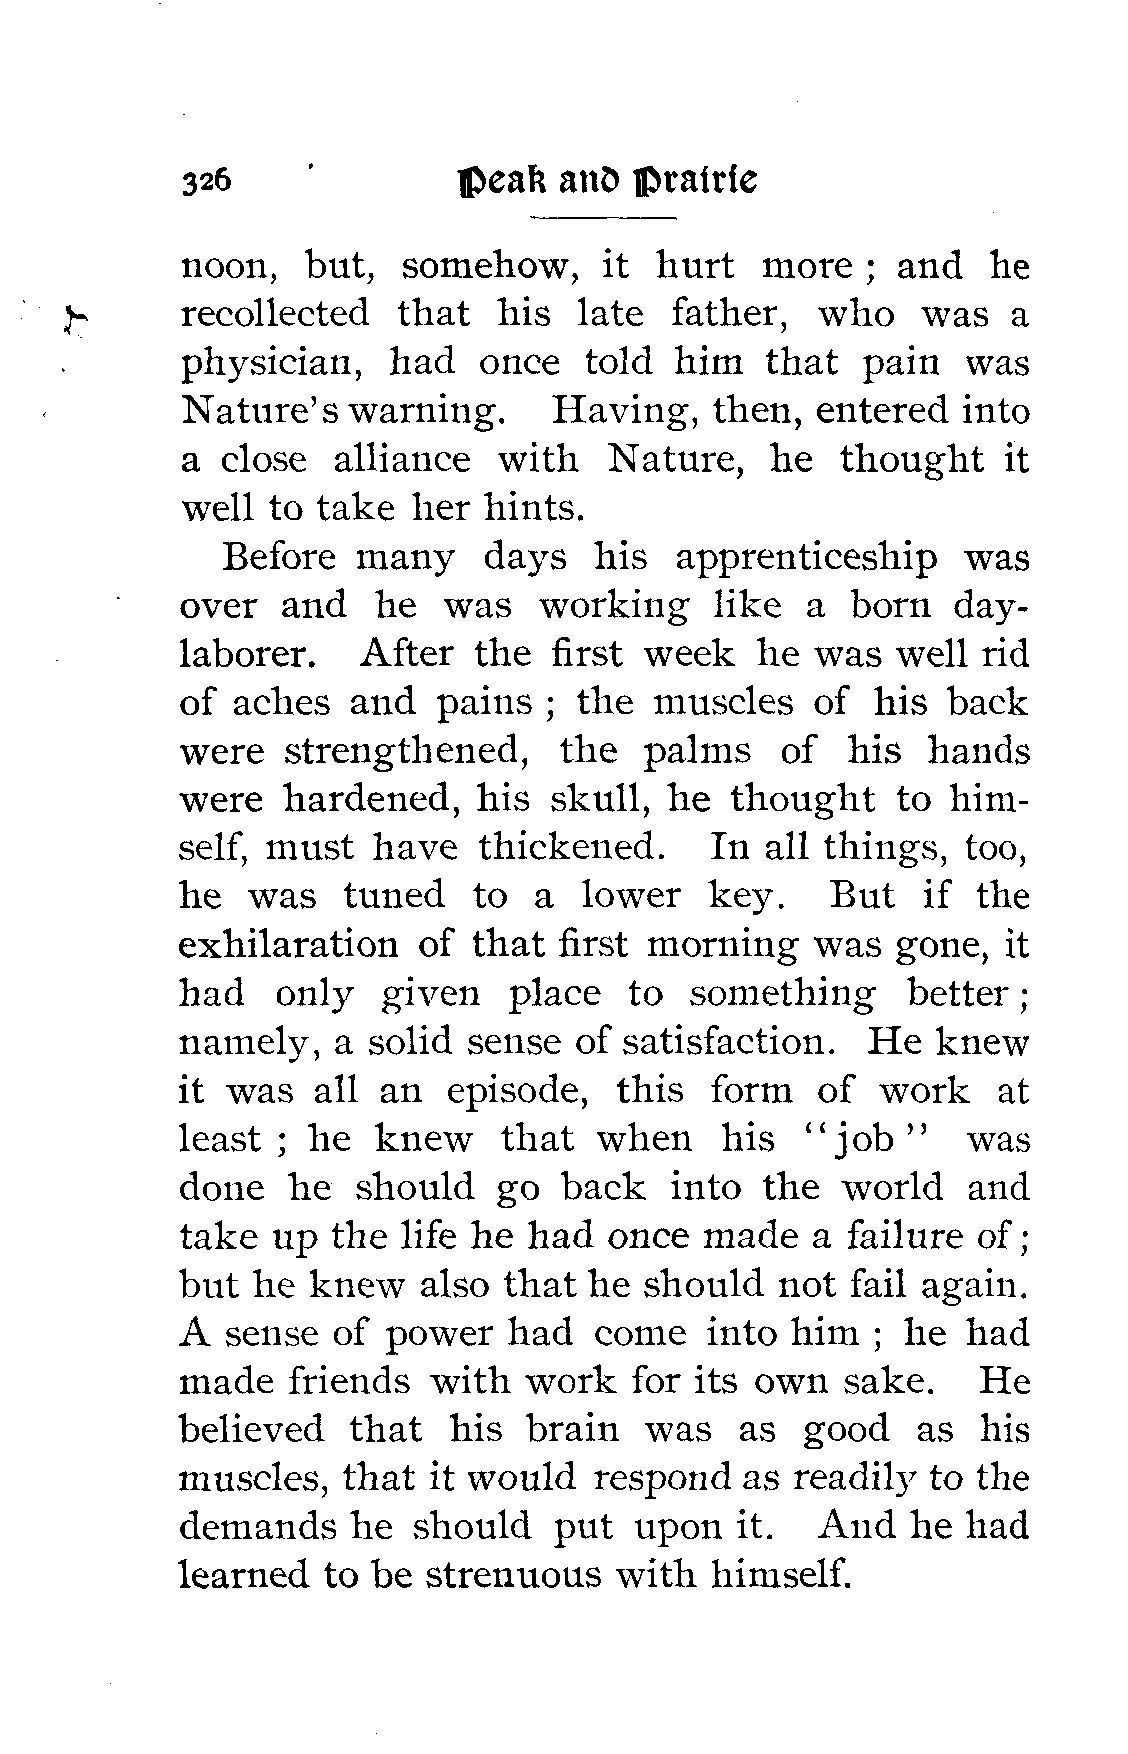 326 Peak and Prairie
noon, but, somehow, it hurt more ; and he
recollected that his late father, who was a
physician, had once told him that pain was
Nature's warning. Having, then, entered into
a close alliance with Nature, he thought it
well to take her hints.
Before many days his apprenticeship was
over and he was working like a born day-
laborer. After the first week he was well rid
of aches and pains ; the muscles of his back
were strengthened, the palms of his hands
were hardened, his skull, he thought to him-
self, must have thickened. In all things, too,
he was tuned to a lower key. But if the
exhilaration of that first morning was gone, it
had only given place to something better ;
namely, a solid sense of satisfaction. He knew
it was all an episode, this form of work at
least ; he knew that when his "job" was
done he should go back into the world and
take up the life he had once made a failure of ;
but he knew also that he should not fail again.
A sense of power had come into him ; he had
made friends with work for its own sake. He
believed that his brain was as good as his
muscles, that it would respond as readily to the
demands he should put upon it. And he had
learned to be strenuous with himself.